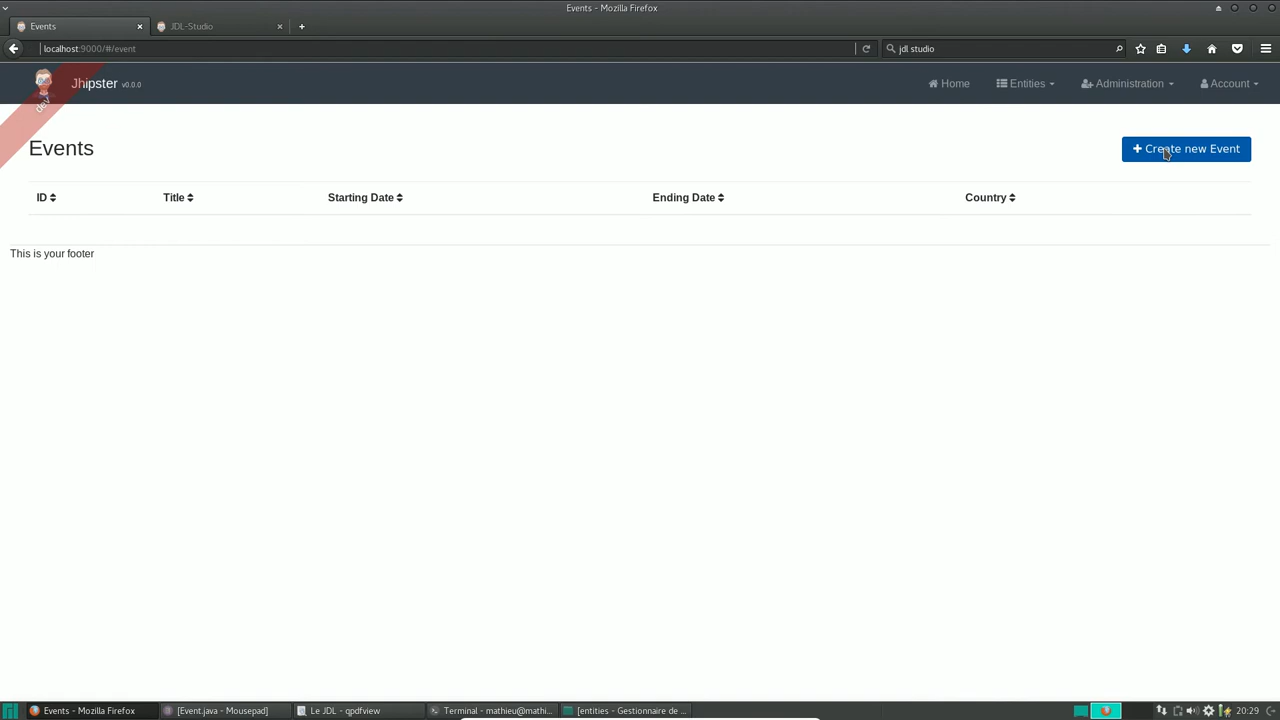 Events - Mozilla Firefox
Events
JDL-Studio
localhost:9000/#/event
jdl studio
dev
Jhipster v0.0.0
Home
Entities
Administration
Account
Events
Create new Event
ID
Title
Starting Date
Ending Date
Country
This is your footer
Events - Mozilla Firefox
[Event.java - Mousepad]
Le JDL - qpdfview
Terminal - mathieu@mathi...
[entities - Gestionnaire de ...
20:29